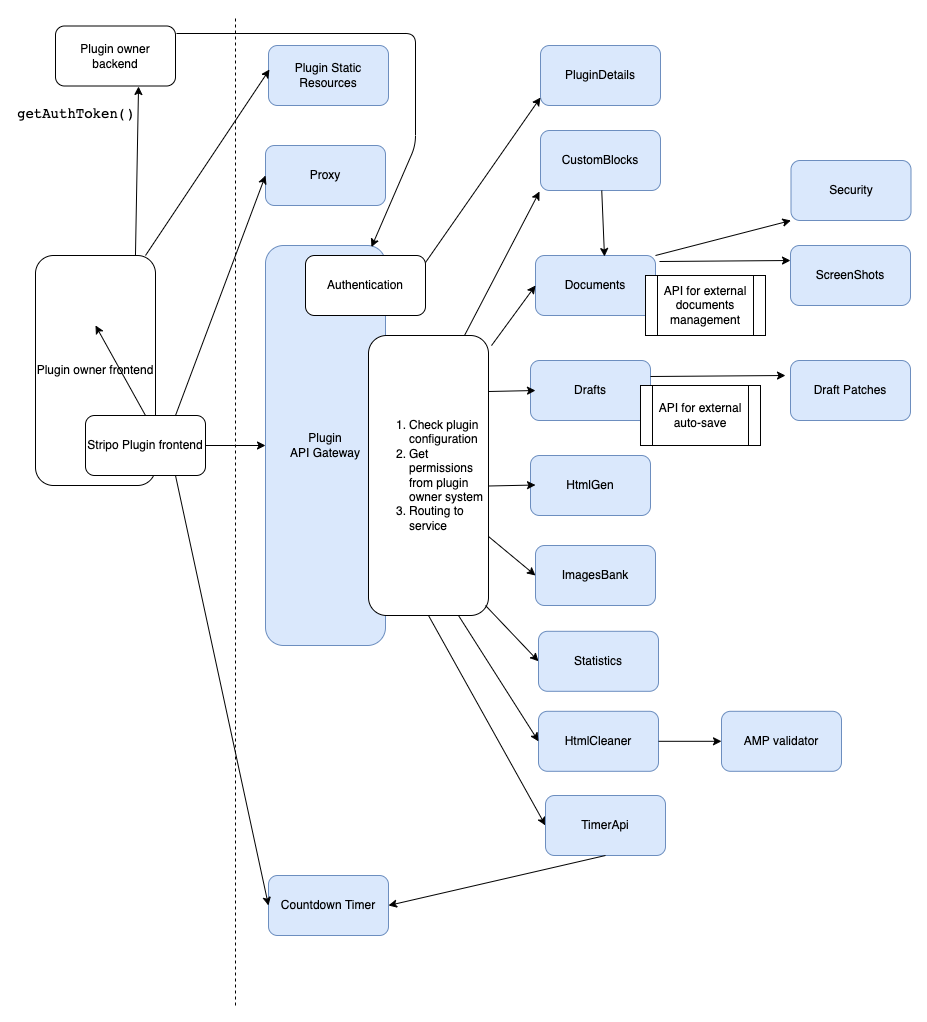 Plugin owner
backend
getAuthToken()
Plugin Static
Resources
PluginDetails
Proxy
CustomBlocks
Security
Authentication
Documents
ScreenShots
API for external
documents
management
Plugin owner frontend
Stripo Plugin frontend
Plugin
API Gateway
1. Check plugin
configuration
2. Get
permissions
from plugin
owner system
3. Routing to
service
Drafts
Draft Patches
API for external
auto-save
HtmlGen
ImagesBank
Statistics
HtmlCleaner
AMP validator
TimerApi
Countdown Timer